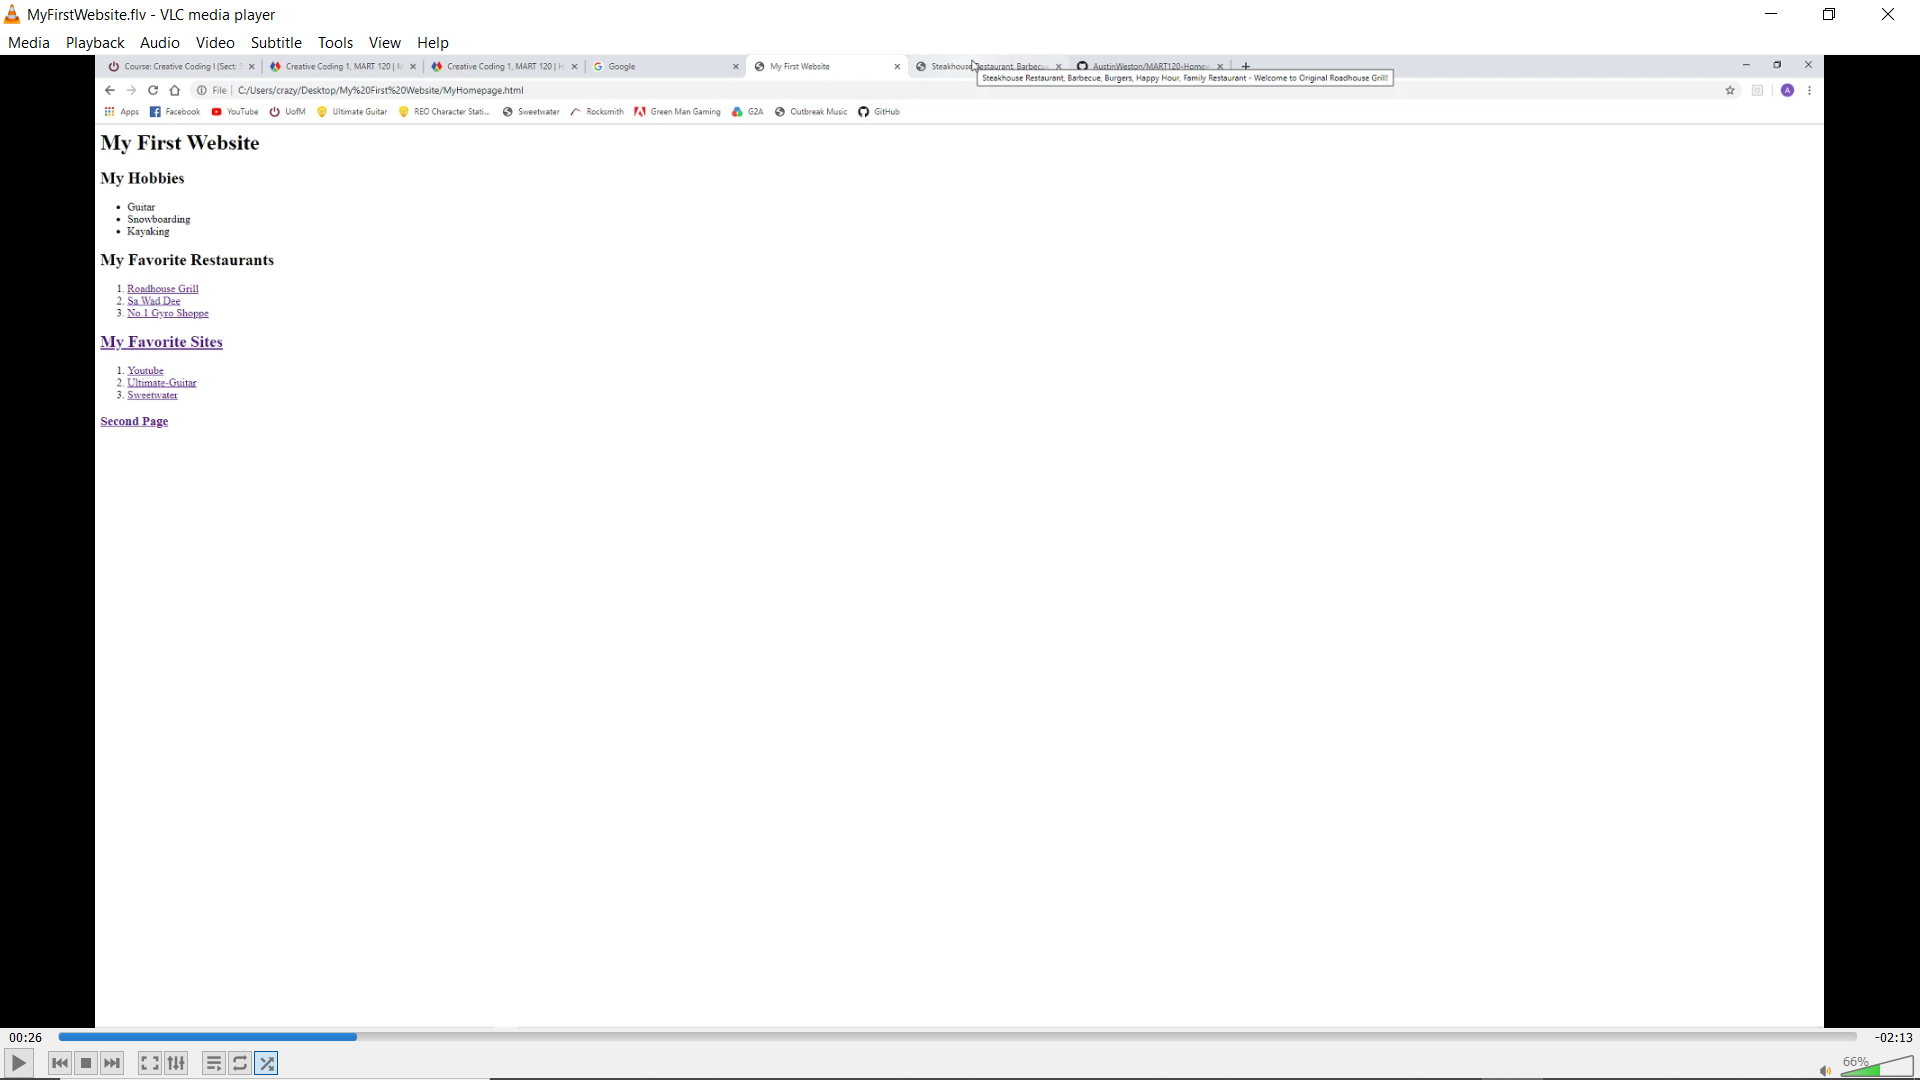 MyFirstWebsite.flv - VLC media player
Media Playback Audio Video Subtitle Tools View Help
Course: Creative Coding I (Sect: Creative Coding 1, MART 120 | Creative Coding 1, MART 120 | Google My First Website Steakhouse Restaurant, Barbecu AustinWeston/MART120-Home
Steakhouse Restaurant, Barbecue, Burgers, Happy Hour, Family Restaurant - Welcome to Original Roadhouse Grill!
File C:/Users/crazy/Desktop/My%20First%20Website/MyHomepage.html A
Apps Facebook YouTube UofM Ultimate Guitar REO Character Stati... Sweetwater Rocksmith Green Man Gaming G2A Outbreak Music GitHub
My First Website
My Hobbies
• Guitar
• Snowboarding
• Kayaking
My Favorite Restaurants
1. Roadhouse Grill
2. Sa Wad Dee
3. No.1 Gyro Shoppe
My Favorite Sites
1. Youtube
2. Ultimate-Guitar
3. Sweetwater
Second Page
00:26 -02:13
66%